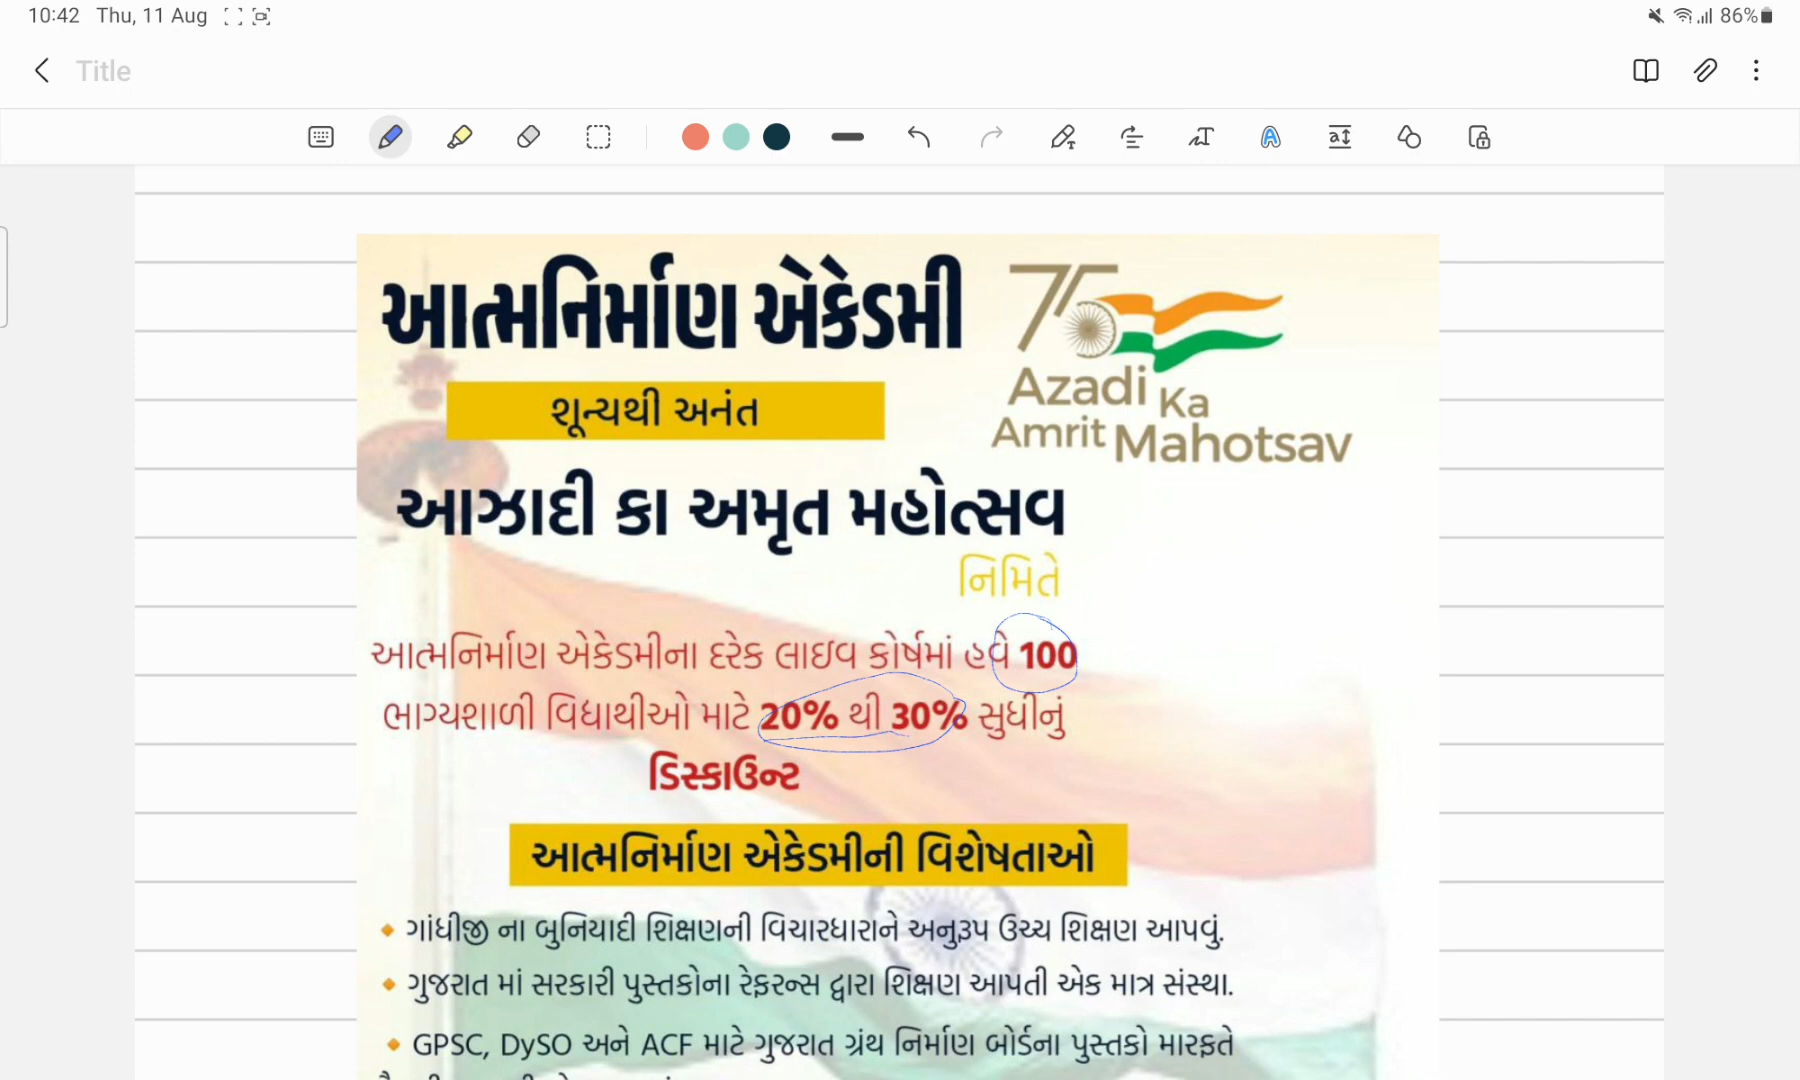 10:42 Thu, 11 Aug 86%
Title
આત્મનિર્માણ એકેડમી
75
શૂન્યથી અનંત
Azadi Ka
Amrit Mahotsav
આઝાદી કા અમૃત મહોત્સવ
નિમિતે
આત્મનિર્માણ એકેડમીના દરેક લાઇવ કોર્ષમાં હવે 100
ભાગ્યશાળી વિદ્યાથીઓ માટે 20% થી 30% સુધીનું
ડિસ્કાઉન્ટ
આત્મનિર્માણ એકેડમીની વિશેષતાઓ
ગાંધીજી ના બુનિયાદી શિક્ષણની વિચારધારાને અનુરૂપ ઉચ્ચ શિક્ષણ આપવું.
ગુજરાત માં સરકારી પુસ્તકોના રેફરન્સ દ્વારા શિક્ષણ આપતી એક માત્ર સંસ્થા.
GPSC, DySO અને ACF માટે ગુજરાત ગ્રંથ નિર્માણ બોર્ડના પુસ્તકો મારફતે